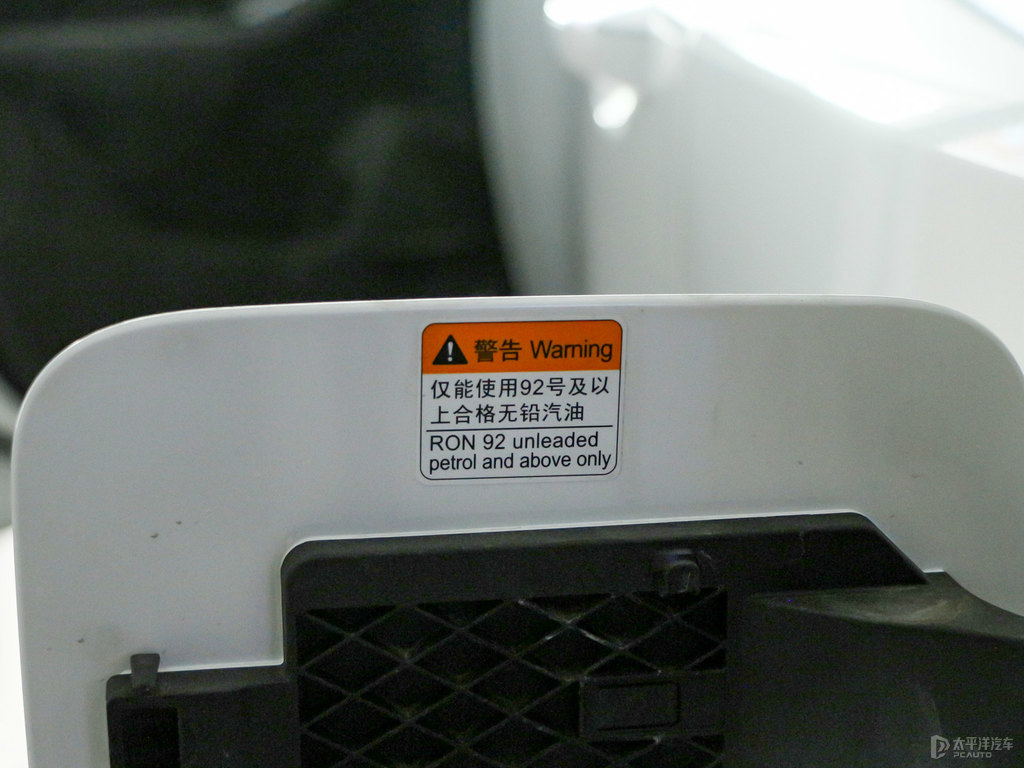 警告 Warning
仅能使用92号及以
上合格无铅汽油
RON 92 unleaded
petrol and above only
太平洋汽车
PCAUTO